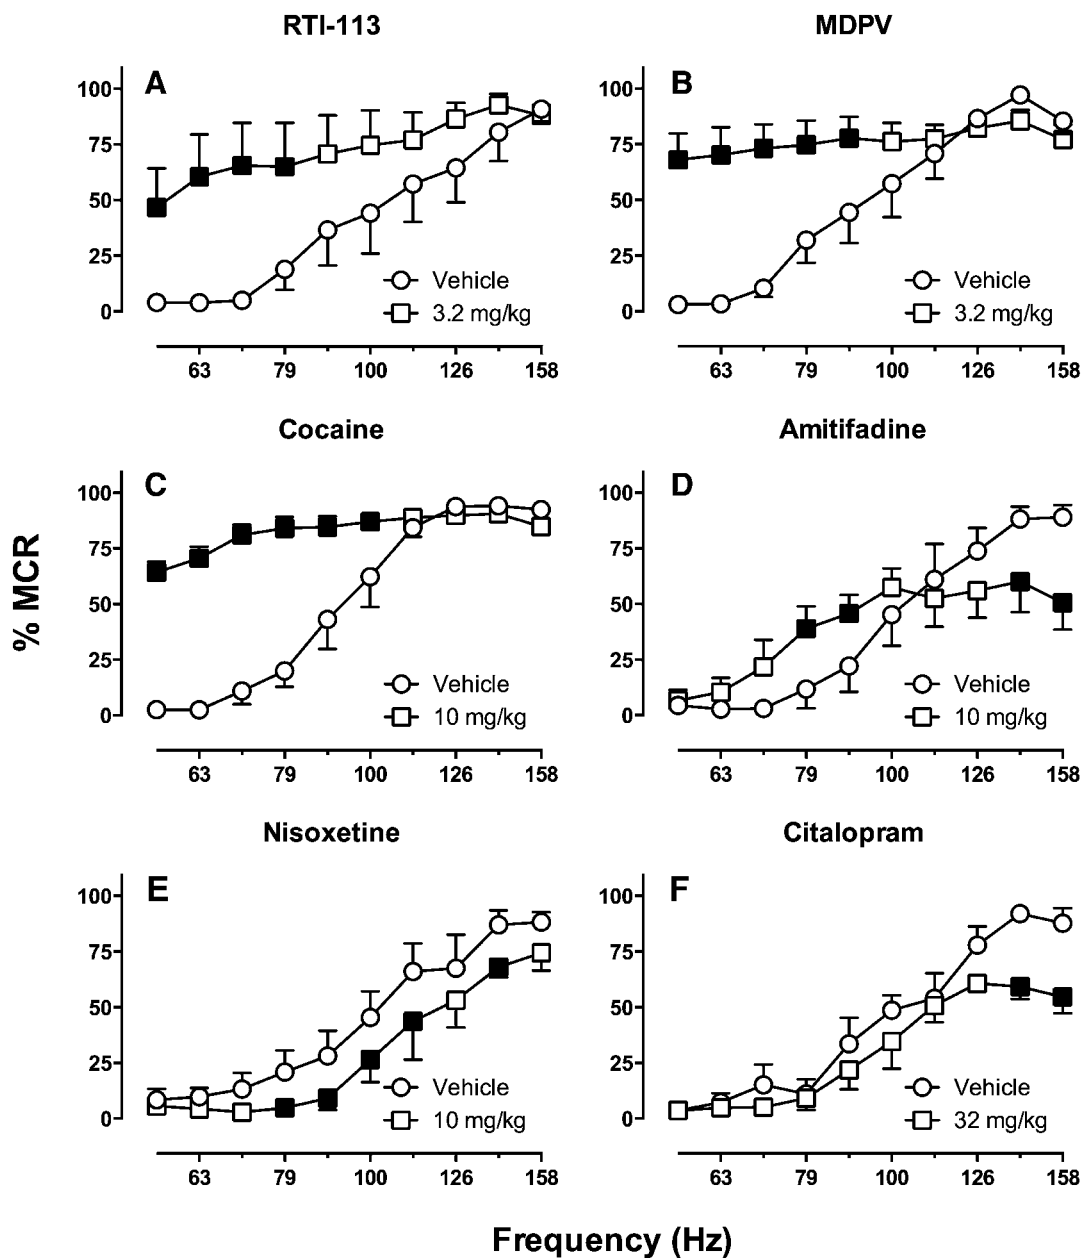 RTI-113
MDPV
A
100
75
50
25
0
Vehicle
3.2 mg/kg
63
79
100
126
158
B
100
75
50
25
0
Vehicle
3.2 mg/kg
63
79
100
126
158
Cocaine
Amitifadine
C
100
75
50
25
0
Vehicle
10 mg/kg
63
79
100
126
158
D
100
75
50
25
0
Vehicle
10 mg/kg
63
79
100
126
158
% MCR
Nisoxetine
Citalopram
E
100
75
50
25
0
Vehicle
10 mg/kg
63
79
100
126
158
F
100
75
50
25
0
Vehicle
32 mg/kg
63
79
100
126
158
Frequency (Hz)